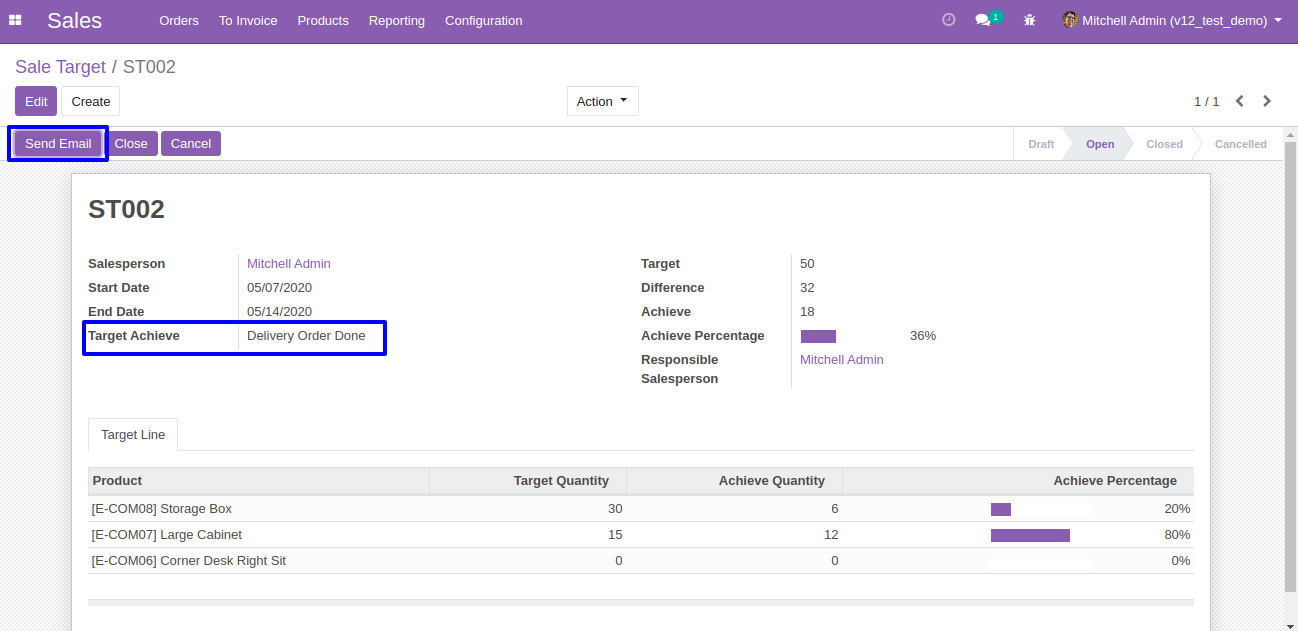 Sales Orders To Invoice Products Reporting Configuration 1 Mitchell Admin (v12_test_demo)
Sale Target / ST002
Edit Create Action 1 / 1
Send Email Close Cancel Draft Open Closed Cancelled
ST002
Salesperson Mitchell Admin Target 50
Start Date 05/07/2020 Difference 32
End Date 05/14/2020 Achieve 18
Target Achieve Delivery Order Done Achieve Percentage 36%
Responsible Mitchell Admin
Salesperson
Target Line
Product Target Quantity Achieve Quantity Achieve Percentage
[E-COM08] Storage Box 30 6 20%
[E-COM07] Large Cabinet 15 12 80%
[E-COM06] Corner Desk Right Sit 0 0 0%